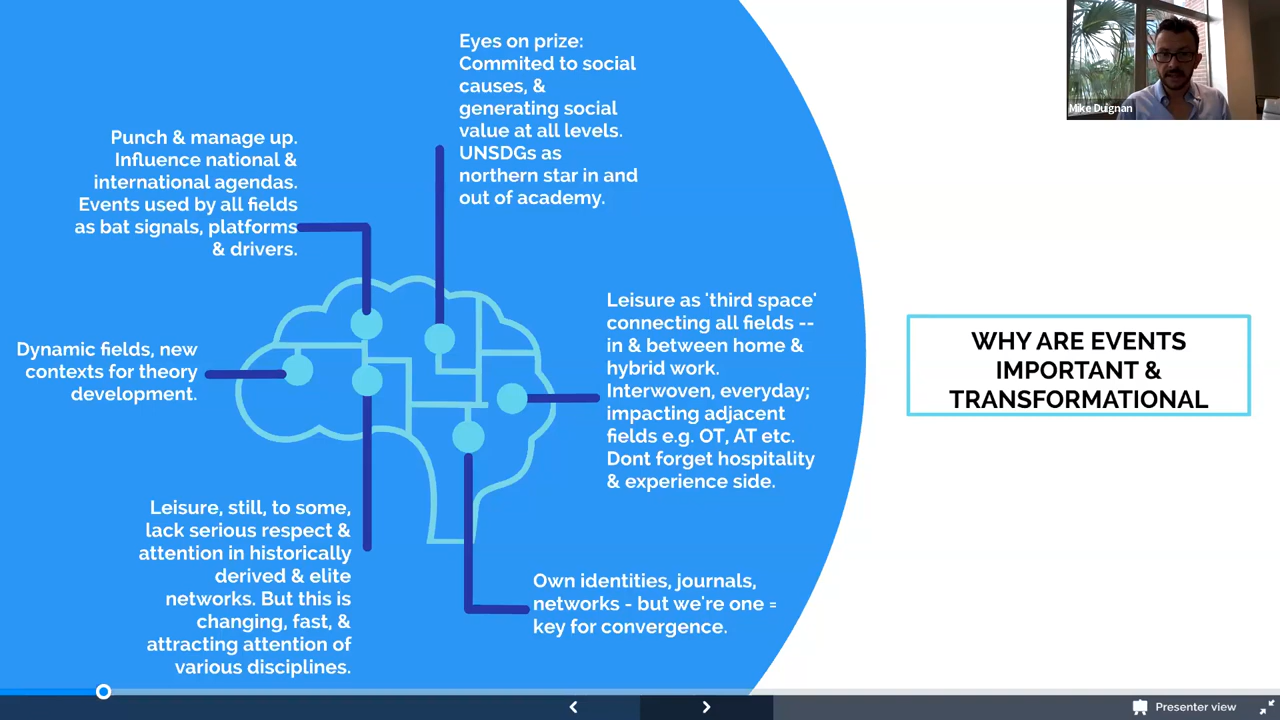 Eyes on prize:
Commited to social
causes, &
generating social
value at all levels.
UNSDGs as
northern star in and
out of academy.
Mike Duignan
Punch & manage up.
Influence national &
international agendas.
Events used by all fields
as bat signals, platforms
& drivers.
Leisure as 'third space'
connecting all fields --
in & between home &
hybrid work.
Interwoven, everyday;
impacting adjacent
fields e.g. OT, AT etc.
Dont forget hospitality
& experience side.
WHY ARE EVENTS
IMPORTANT &
TRANSFORMATIONAL
Dynamic fields, new
contexts for theory
development.
Leisure, still, to some,
lack serious respect &
attention in historically
derived & elite
networks. But this is
changing, fast, &
attracting attention of
various disciplines.
Own identities, journals,
networks - but we're one =
key for convergence.
Presenter view